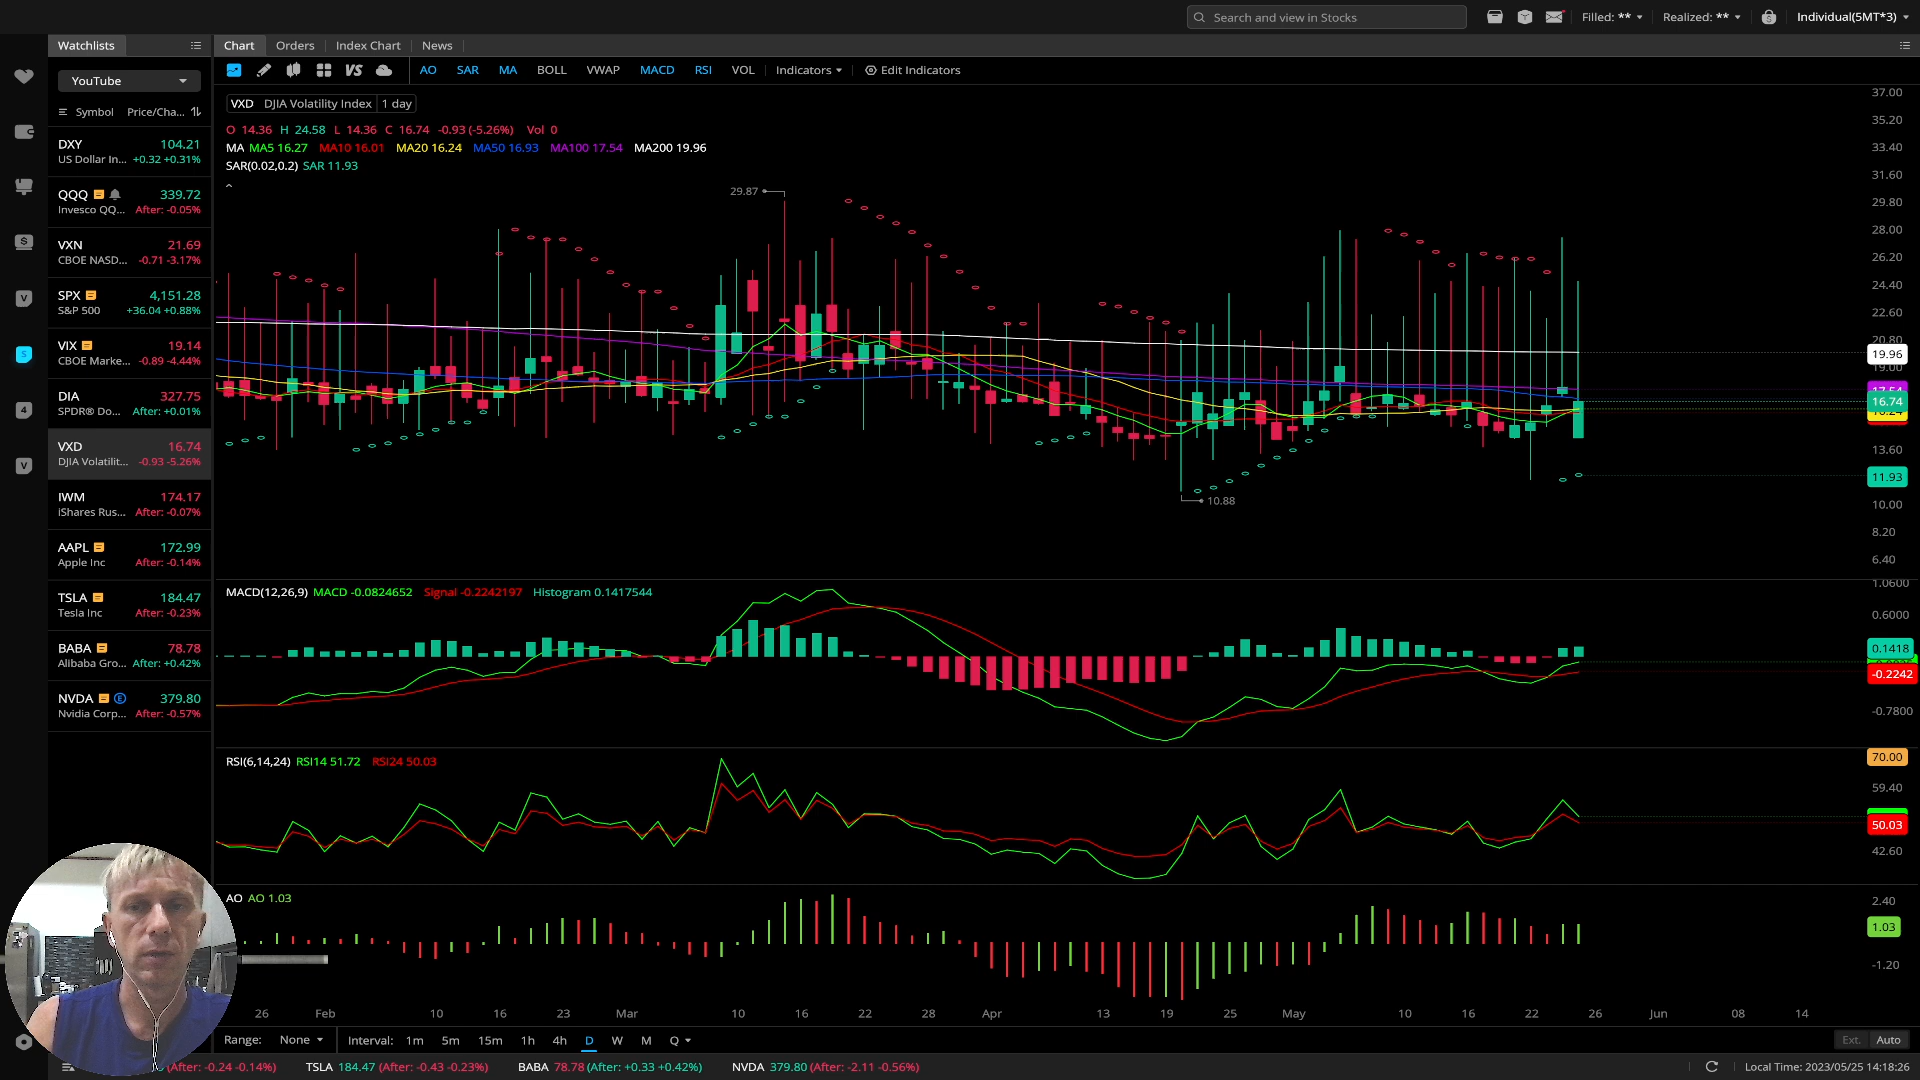 Search and view in Stocks
Filled: **
Realized: **
Individual(5MT*3)
Watchlists
Chart Orders Index Chart News
YouTube
AO SAR MA BOLL VWAP MACD RSI VOL Indicators Edit Indicators
VS
Symbol Price/Cha...
DXY 104.21
US Dollar In... +0.32 +0.31%
QQQ 339.72
Invesco QQ... After: -0.05%
VXN 21.69
CBOE NASD... -0.71 -3.17%
SPX 4,151.28
S&P 500 +36.04 +0.88%
VIX 19.14
CBOE Marke... -0.89 -4.44%
DIA 327.75
SPDR® Do... After: +0.01%
VXD 16.74
DJIA Volatilit... -0.93 -5.26%
IWM 174.17
iShares Rus... After: -0.07%
AAPL 172.99
Apple Inc After: -0.14%
TSLA 184.47
Tesla Inc After: -0.23%
BABA 78.78
Alibaba Gro... After: +0.42%
NVDA 379.80
Nvidia Corp... After: -0.57%
VXD DJIA Volatility Index 1 day
O 14.36 H 24.58 L 14.36 C 16.74 -0.93 (-5.26%) Vol 0
MA MA5 16.27 MA10 16.01 MA20 16.24 MA50 16.93 MA100 17.54 MA200 19.96
SAR(0.02,0.2) SAR 11.93
29.87
10.88
37.00
35.20
33.40
31.60
29.80
28.00
26.20
24.40
22.60
20.80
19.96
19.00
17.54
16.74
13.60
11.93
10.00
8.20
6.40
MACD(12,26,9) MACD -0.0824652 Signal -0.2242197 Histogram 0.1417544
1.0600
0.6000
0.1418
-0.2242
-0.7800
RSI(6,14,24) RSI14 51.72 RSI24 50.03
70.00
59.40
50.03
42.60
AO AO 1.03
2.40
1.03
-1.20
26 Feb 10 16 23 Mar 10 16 22 28 Apr 13 19 25 May 10 16 22 26 Jun 08 14
Range: None Interval: 1m 5m 15m 1h 4h D W M Q
Ext. Auto
(After: -0.24 -0.14%) TSLA 184.47 (After: -0.43 -0.23%) BABA 78.78 (After: +0.33 +0.42%) NVDA 379.80 (After: -2.11 -0.56%)
Local Time: 2023/05/25 14:18:26